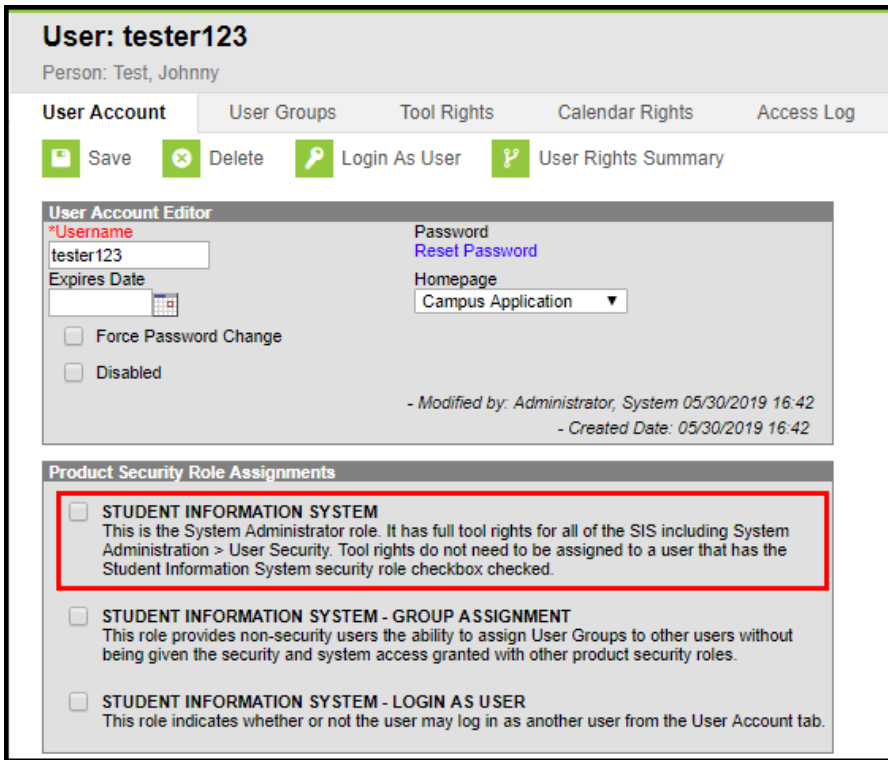 User: tester123
Person: Test, Johnny
User Account User Groups Tool Rights Calendar Rights Access Log
Save Delete Login As User User Rights Summary
User Account Editor
*Username Password
tester123 Reset Password
Expires Date Homepage
Campus Application
Force Password Change
Disabled
- Modified by: Administrator, System 05/30/2019 16:42
- Created Date: 05/30/2019 16:42
Product Security Role Assignments
STUDENT INFORMATION SYSTEM
This is the System Administrator role. It has full tool rights for all of the SIS including System
Administration > User Security. Tool rights do not need to be assigned to a user that has the
Student Information System security role checkbox checked.
STUDENT INFORMATION SYSTEM - GROUP ASSIGNMENT
This role provides non-security users the ability to assign User Groups to other users without
being given the security and system access granted with other product security roles.
STUDENT INFORMATION SYSTEM - LOGIN AS USER
This role indicates whether or not the user may log in as another user from the User Account tab.